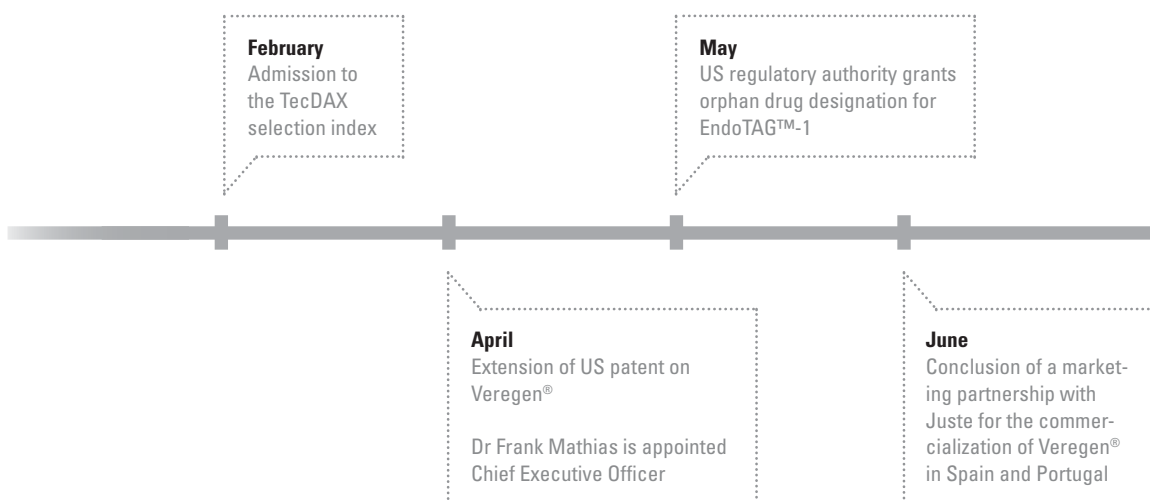 February
Admission to
the TecDAX
selection index
May
US regulatory authority grants
orphan drug designation for
EndoTAG™-1
April
Extension of US patent on
Veregen®
Dr Frank Mathias is appointed
Chief Executive Officer
June
Conclusion of a market-
ing partnership with
Juste for the commer-
cialization of Veregen®
in Spain and Portugal